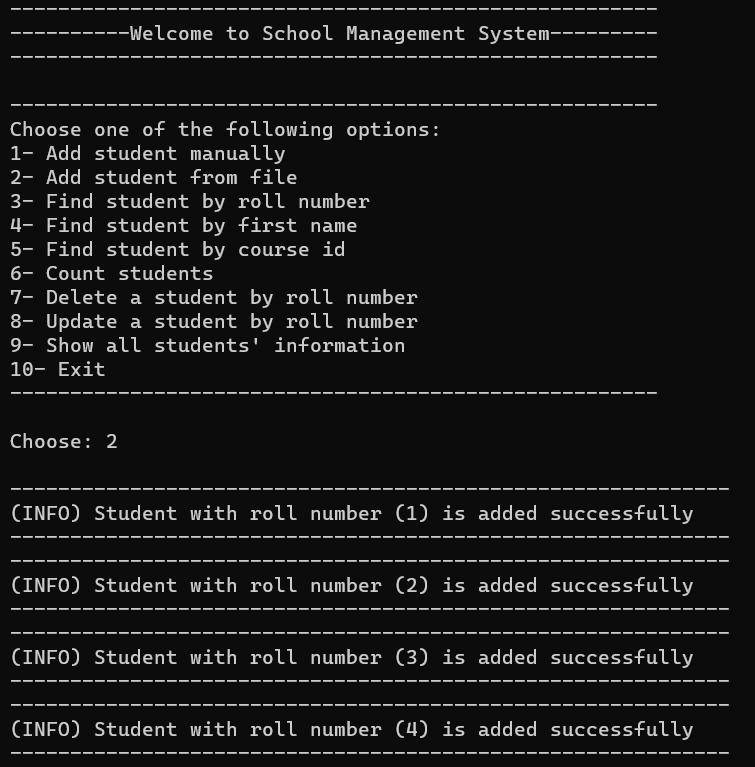 ------------------------------------------------------
----------Welcome to School Management System---------
------------------------------------------------------
------------------------------------------------------
Choose one of the following options:
1- Add student manually
2- Add student from file
3- Find student by roll number
4- Find student by first name
5- Find student by course id
6- Count students
7- Delete a student by roll number
8- Update a student by roll number
9- Show all students' information
10- Exit
------------------------------------------------------
Choose: 2
------------------------------------------------------------
(INFO) Student with roll number (1) is added successfully
------------------------------------------------------------
------------------------------------------------------------
(INFO) Student with roll number (2) is added successfully
------------------------------------------------------------
------------------------------------------------------------
(INFO) Student with roll number (3) is added successfully
------------------------------------------------------------
------------------------------------------------------------
(INFO) Student with roll number (4) is added successfully
------------------------------------------------------------